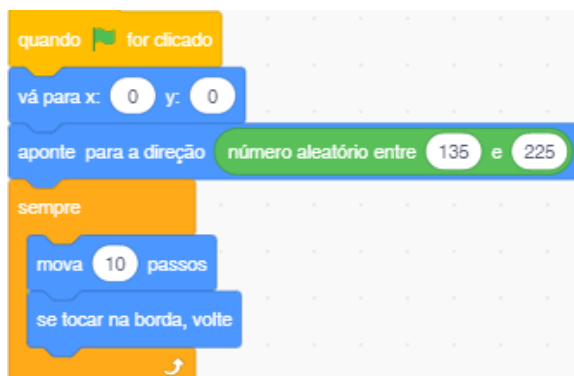 quando for clicado
vá para x: 0 y: 0
aponte para a direção número aleatório entre 135 e 225
sempre
mova 10 passos
se tocar na borda, volte